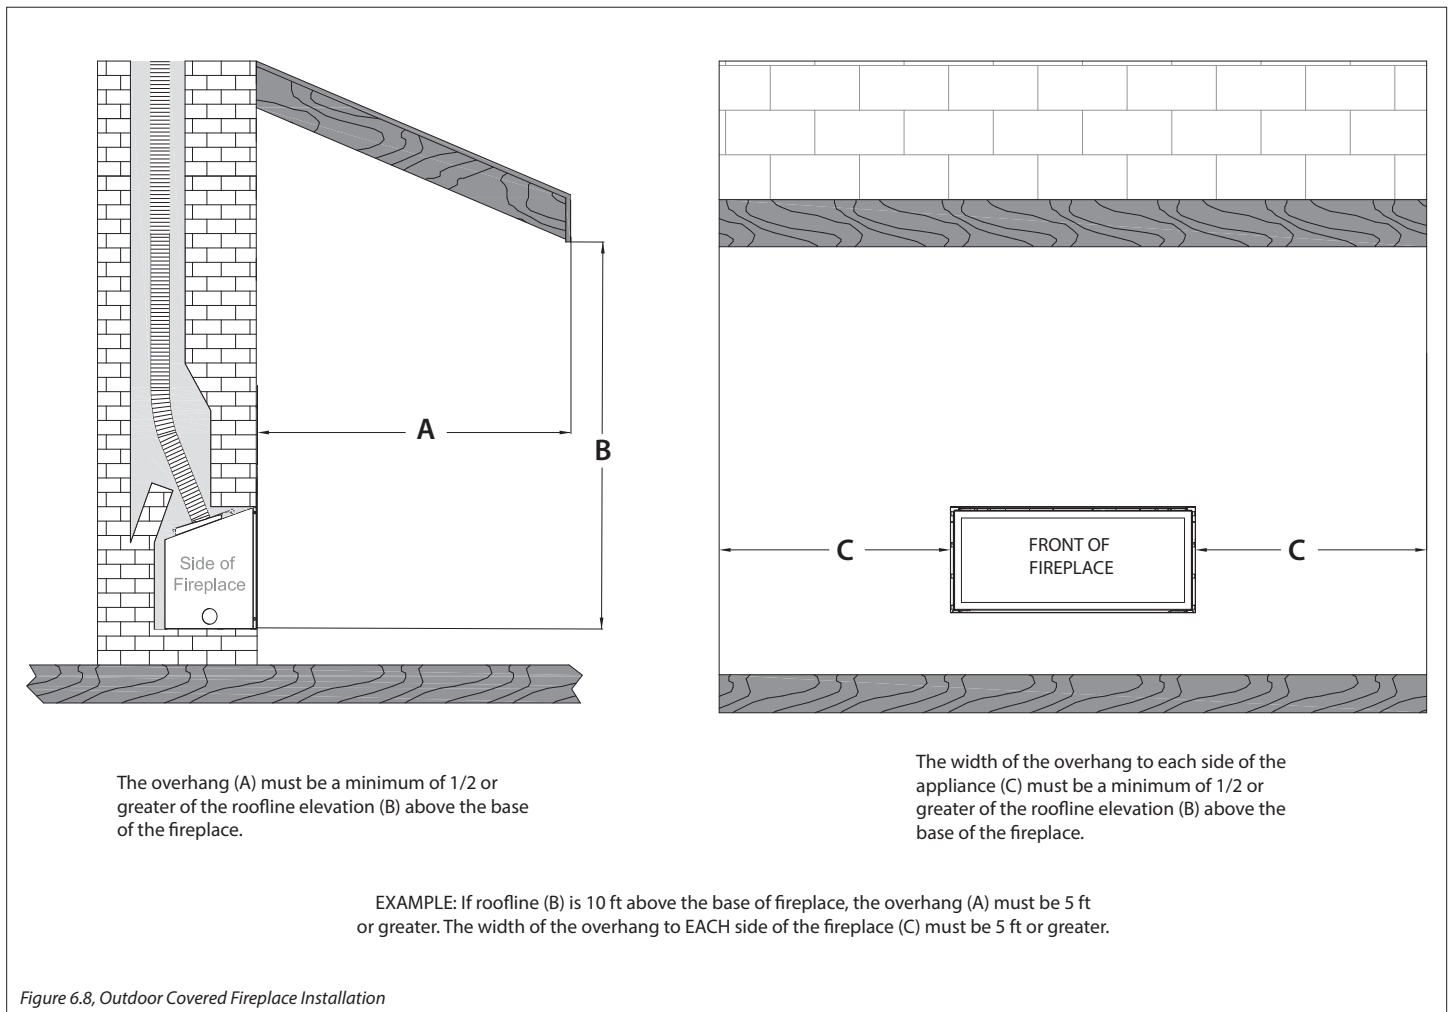 A
B
Side of
Fireplace
C
FRONT OF
FIREPLACE
C
The overhang (A) must be a minimum of 1/2 or
greater of the roofline elevation (B) above the base
of the fireplace.
The width of the overhang to each side of the
appliance (C) must be a minimum of 1/2 or
greater of the roofline elevation (B) above the
base of the fireplace.
EXAMPLE: If roofline (B) is 10 ft above the base of fireplace, the overhang (A) must be 5 ft
or greater. The width of the overhang to EACH side of the fireplace (C) must be 5 ft or greater.
Figure 6.8, Outdoor Covered Fireplace Installation